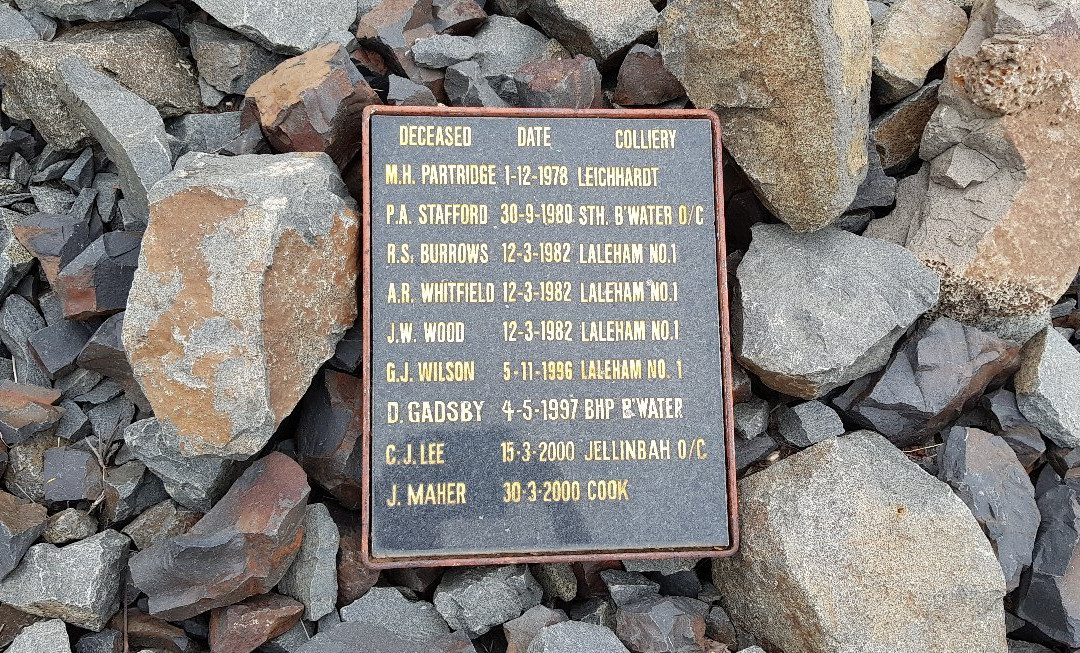 DECEASED DATE COLLIERY
M.H. PARTRIDGE 1-12-1978 LEICHHARDT
P.A. STAFFORD 30-9-1980 STH. B'WATER O/C
R.S. BURROWS 12-3-1982 LALEHAM NO.1
A.R. WHITFIELD 12-3-1982 LALEHAM NO.1
J.W. WOOD 12-3-1982 LALEHAM NO.1
G.J. WILSON 5-11-1996 LALEHAM NO. 1
D. GADSBY 4-5-1997 BHP B'WATER
C.J. LEE 15-3-2000 JELLINBAH O/C
J. MAHER 30-3-2000 COOK